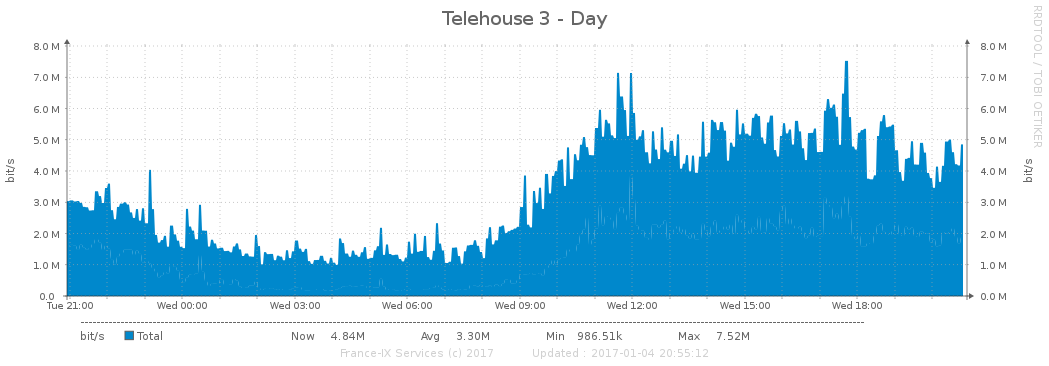 Telehouse 3 - Day
RRDTOOL / TOBI OETIKER
bit/s
8.0 M 8.0 M
7.0 M 7.0 M
6.0 M 6.0 M
5.0 M 5.0 M
4.0 M 4.0 M
3.0 M 3.0 M
2.0 M 2.0 M
1.0 M 1.0 M
0.0 0.0 M
bit/s
Tue 21:00 Wed 00:00 Wed 03:00 Wed 06:00 Wed 09:00 Wed 12:00 Wed 15:00 Wed 18:00
bit/s Total Now 4.84M Avg 3.30M Min 986.51k Max 7.52M
France-IX Services (c) 2017 Updated : 2017-01-04 20:55:12